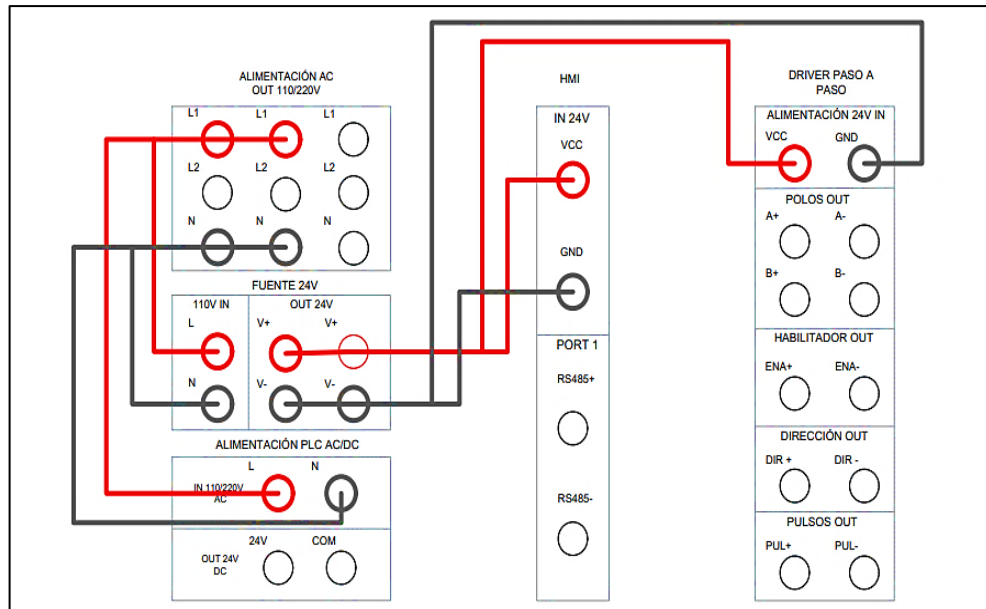 ALIMENTACIÓN AC
OUT 110/220V
L1 L1 L1
L2 L2 L2
N N N
FUENTE 24V
110V IN OUT 24V
L V+ V+
N V- V-
ALIMENTACIÓN PLC AC/DC
L N
IN 110/220V
AC
24V COM
OUT 24V
DC
HMI
IN 24V
VCC
GND
PORT 1
RS485+
RS485-
DRIVER PASO A
PASO
ALIMENTACIÓN 24V IN
VCC GND
POLOS OUT
A+ A-
B+ B-
HABILITADOR OUT
ENA+ ENA-
DIRECCIÓN OUT
DIR + DIR -
PULSOS OUT
PUL+ PUL-